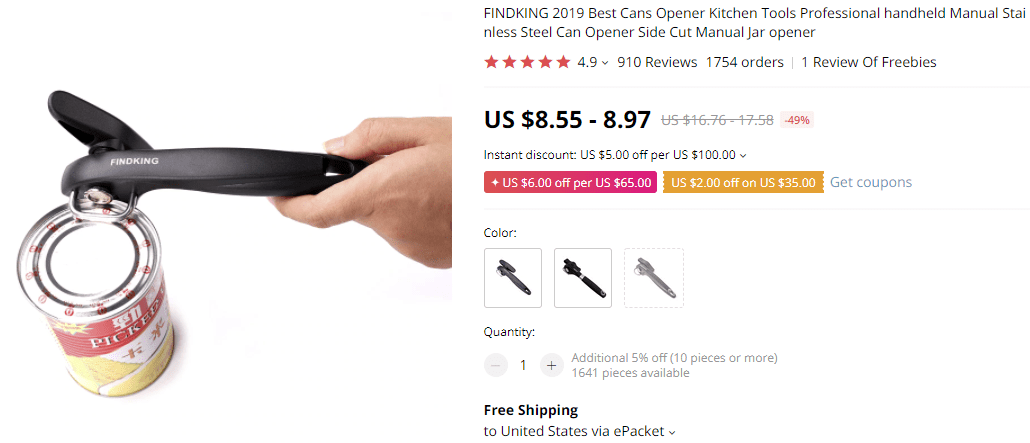 FINDKING 2019 Best Cans Opener Kitchen Tools Professional handheld Manual Stai
nless Steel Can Opener Side Cut Manual Jar opener
4.9 910 Reviews 1754 orders | 1 Review Of Freebies
US $8.55 - 8.97 US $16.76 - 17.58 -49%
Instant discount: US $5.00 off per US $100.00
US $6.00 off per US $65.00 US $2.00 off on US $35.00 Get coupons
Color:
Quantity:
1
Additional 5% off (10 pieces or more)
1641 pieces available
Free Shipping
to United States via ePacket
FINDKING
PICKED